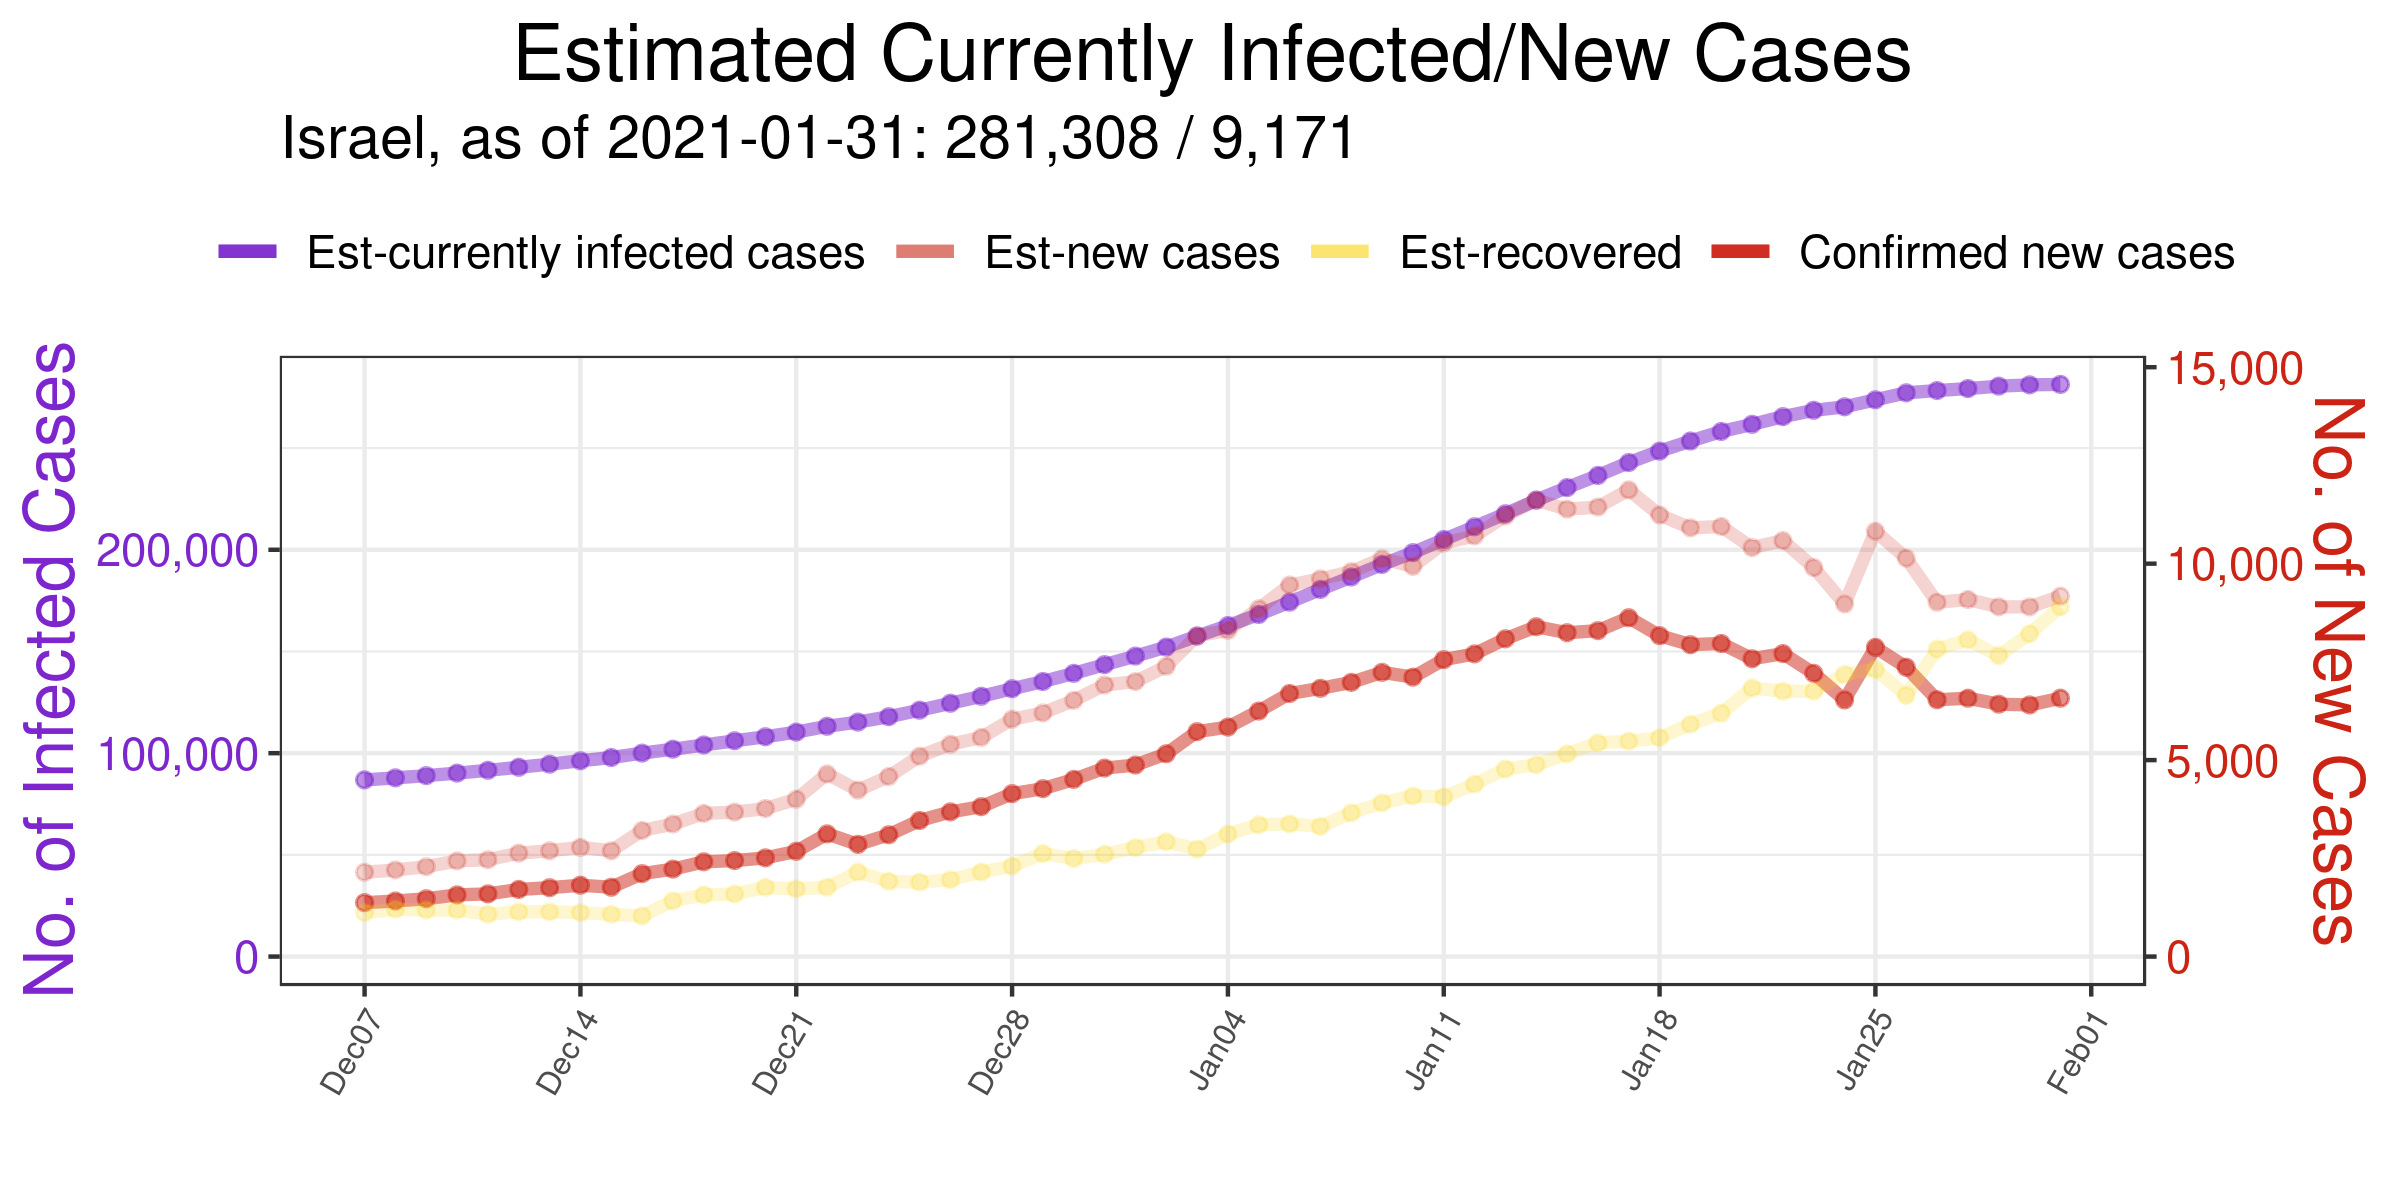 Estimated Currently Infected/New Cases
Israel, as of 2021-01-31: 281,308 / 9,171
Est-currently infected cases Est-new cases Est-recovered Confirmed new cases
No. of Infected Cases
200,000
100,000
0
15,000
10,000
5,000
0
No. of New Cases
Dec07 Dec14 Dec21 Dec28 Jan04 Jan11 Jan18 Jan25 Feb01